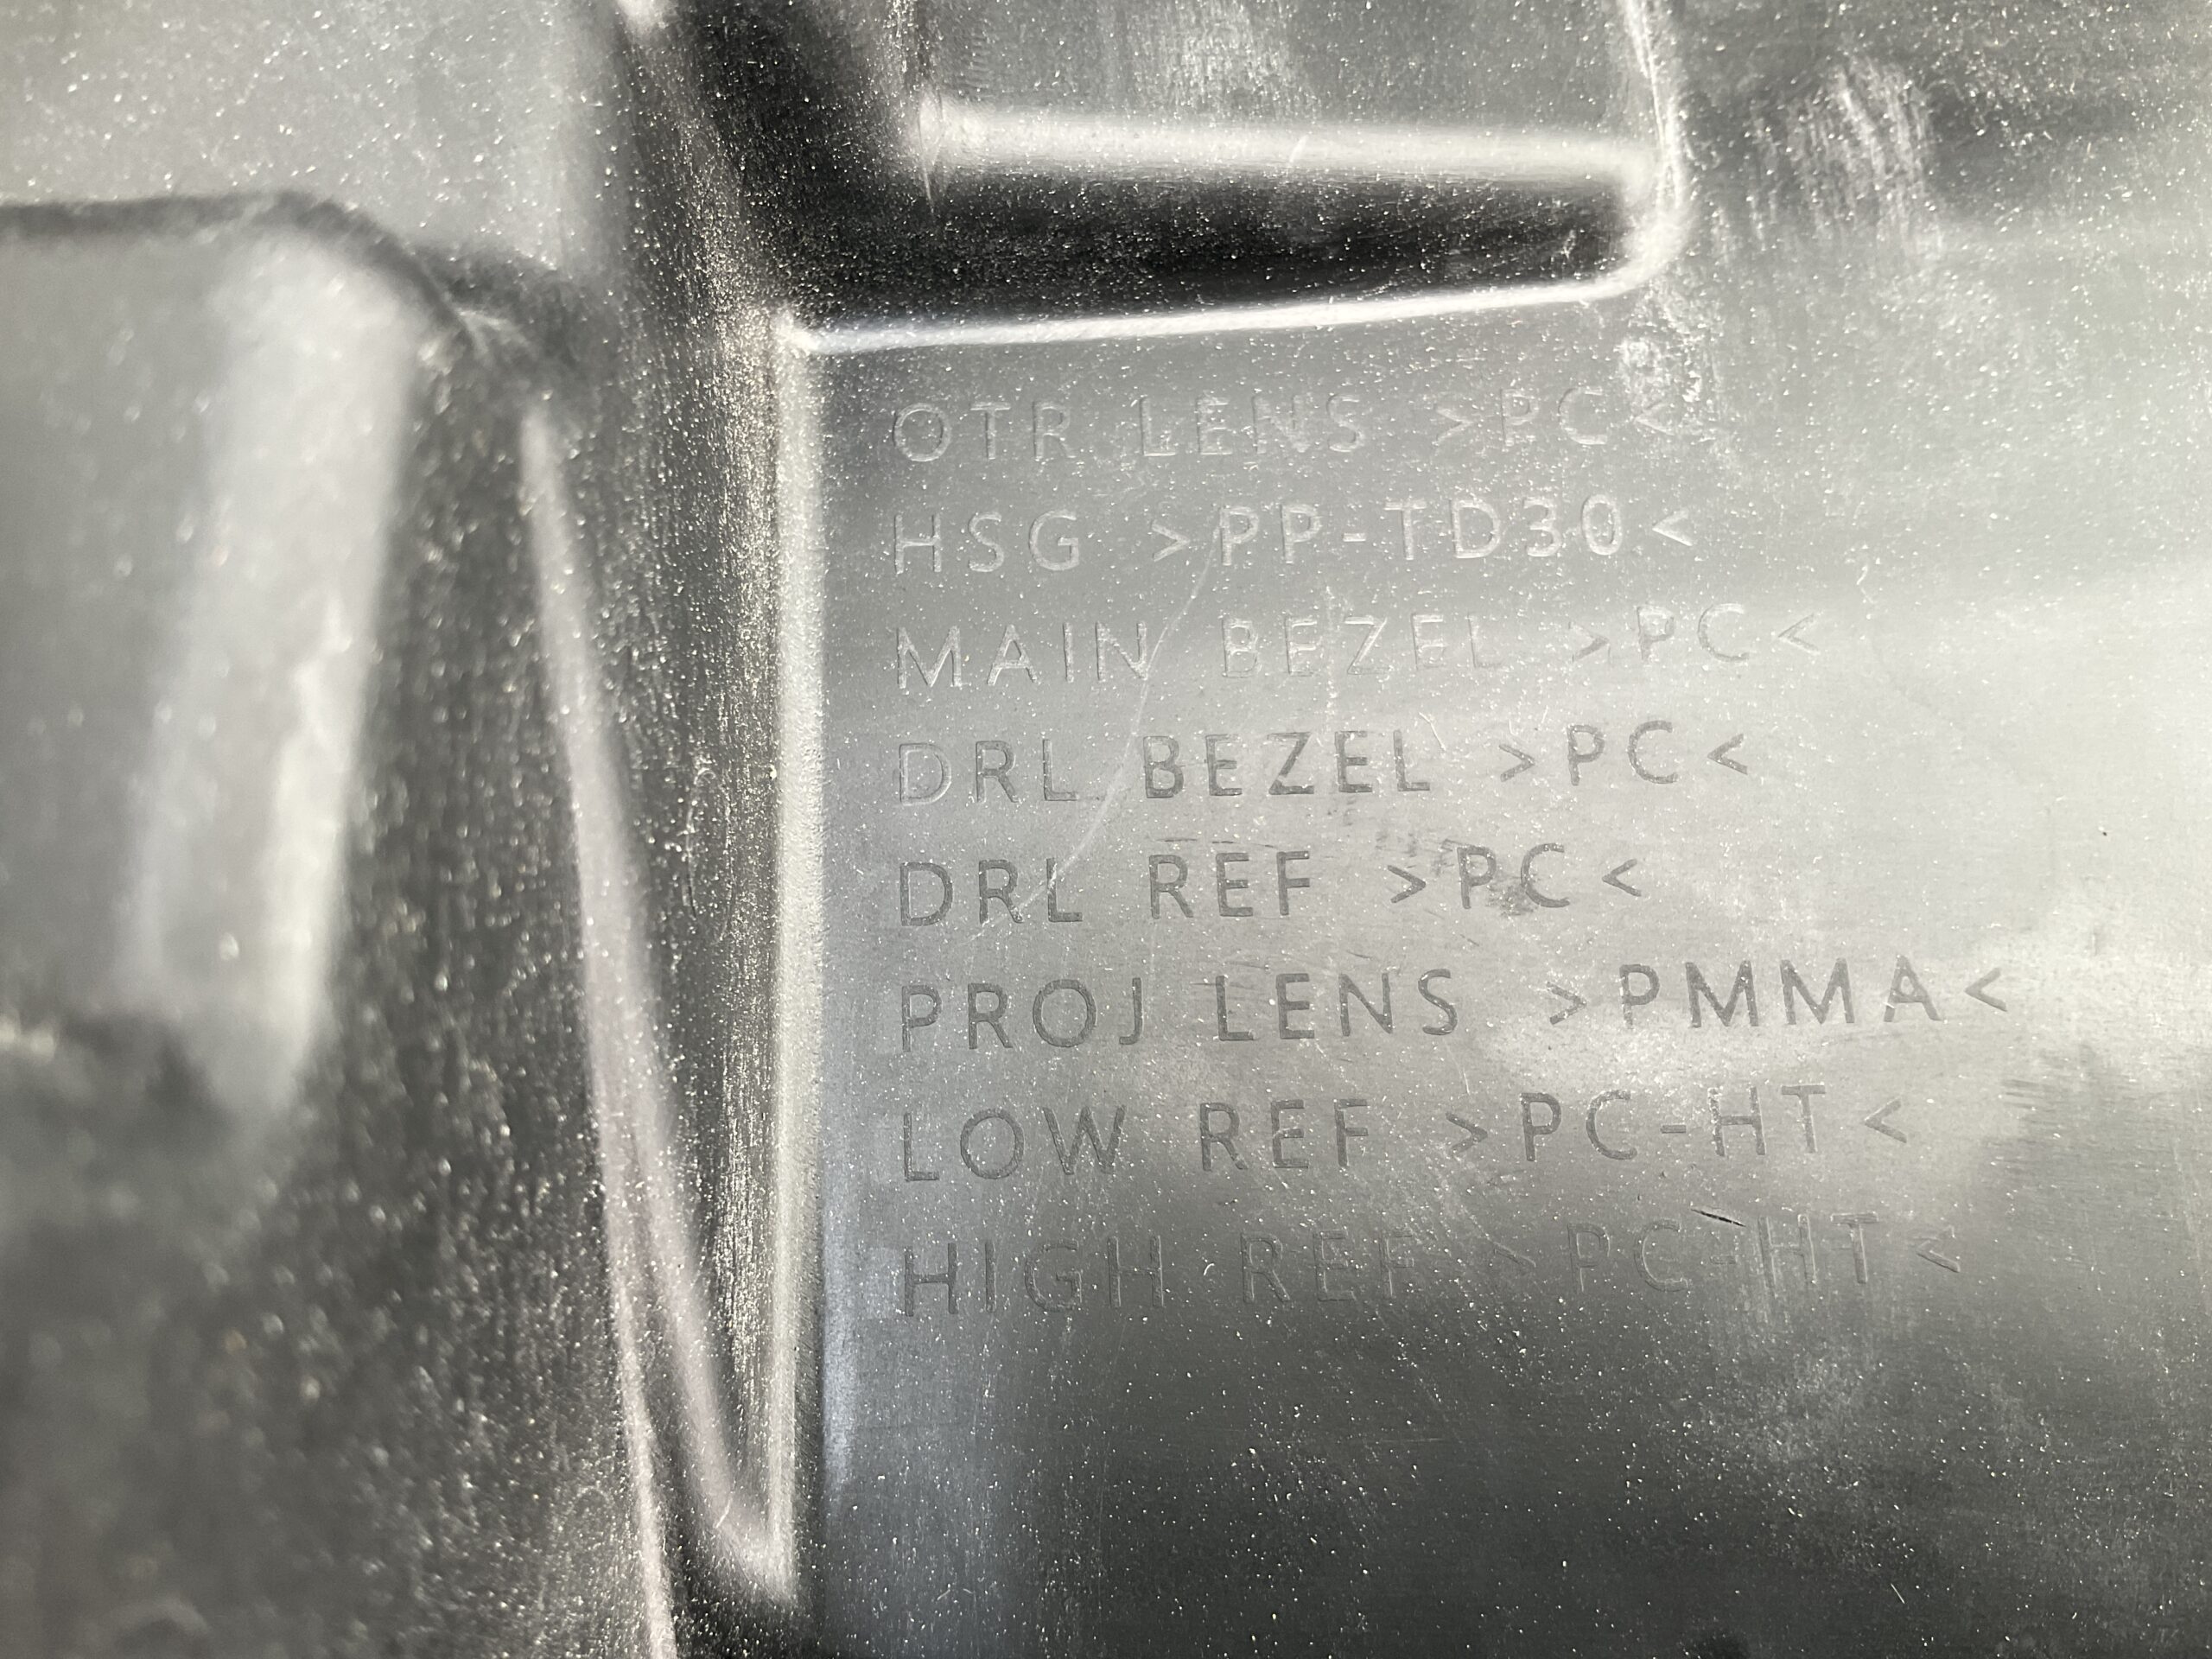 OTR LENS >PC<
HSG >PP-TD30<
MAIN BEZEL >PC<
DRL BEZEL >PC<
DRL REF >PC<
PROJ LENS >PMMA<
LOW REF >PC-HT<
HIGH REF >PC-HT<